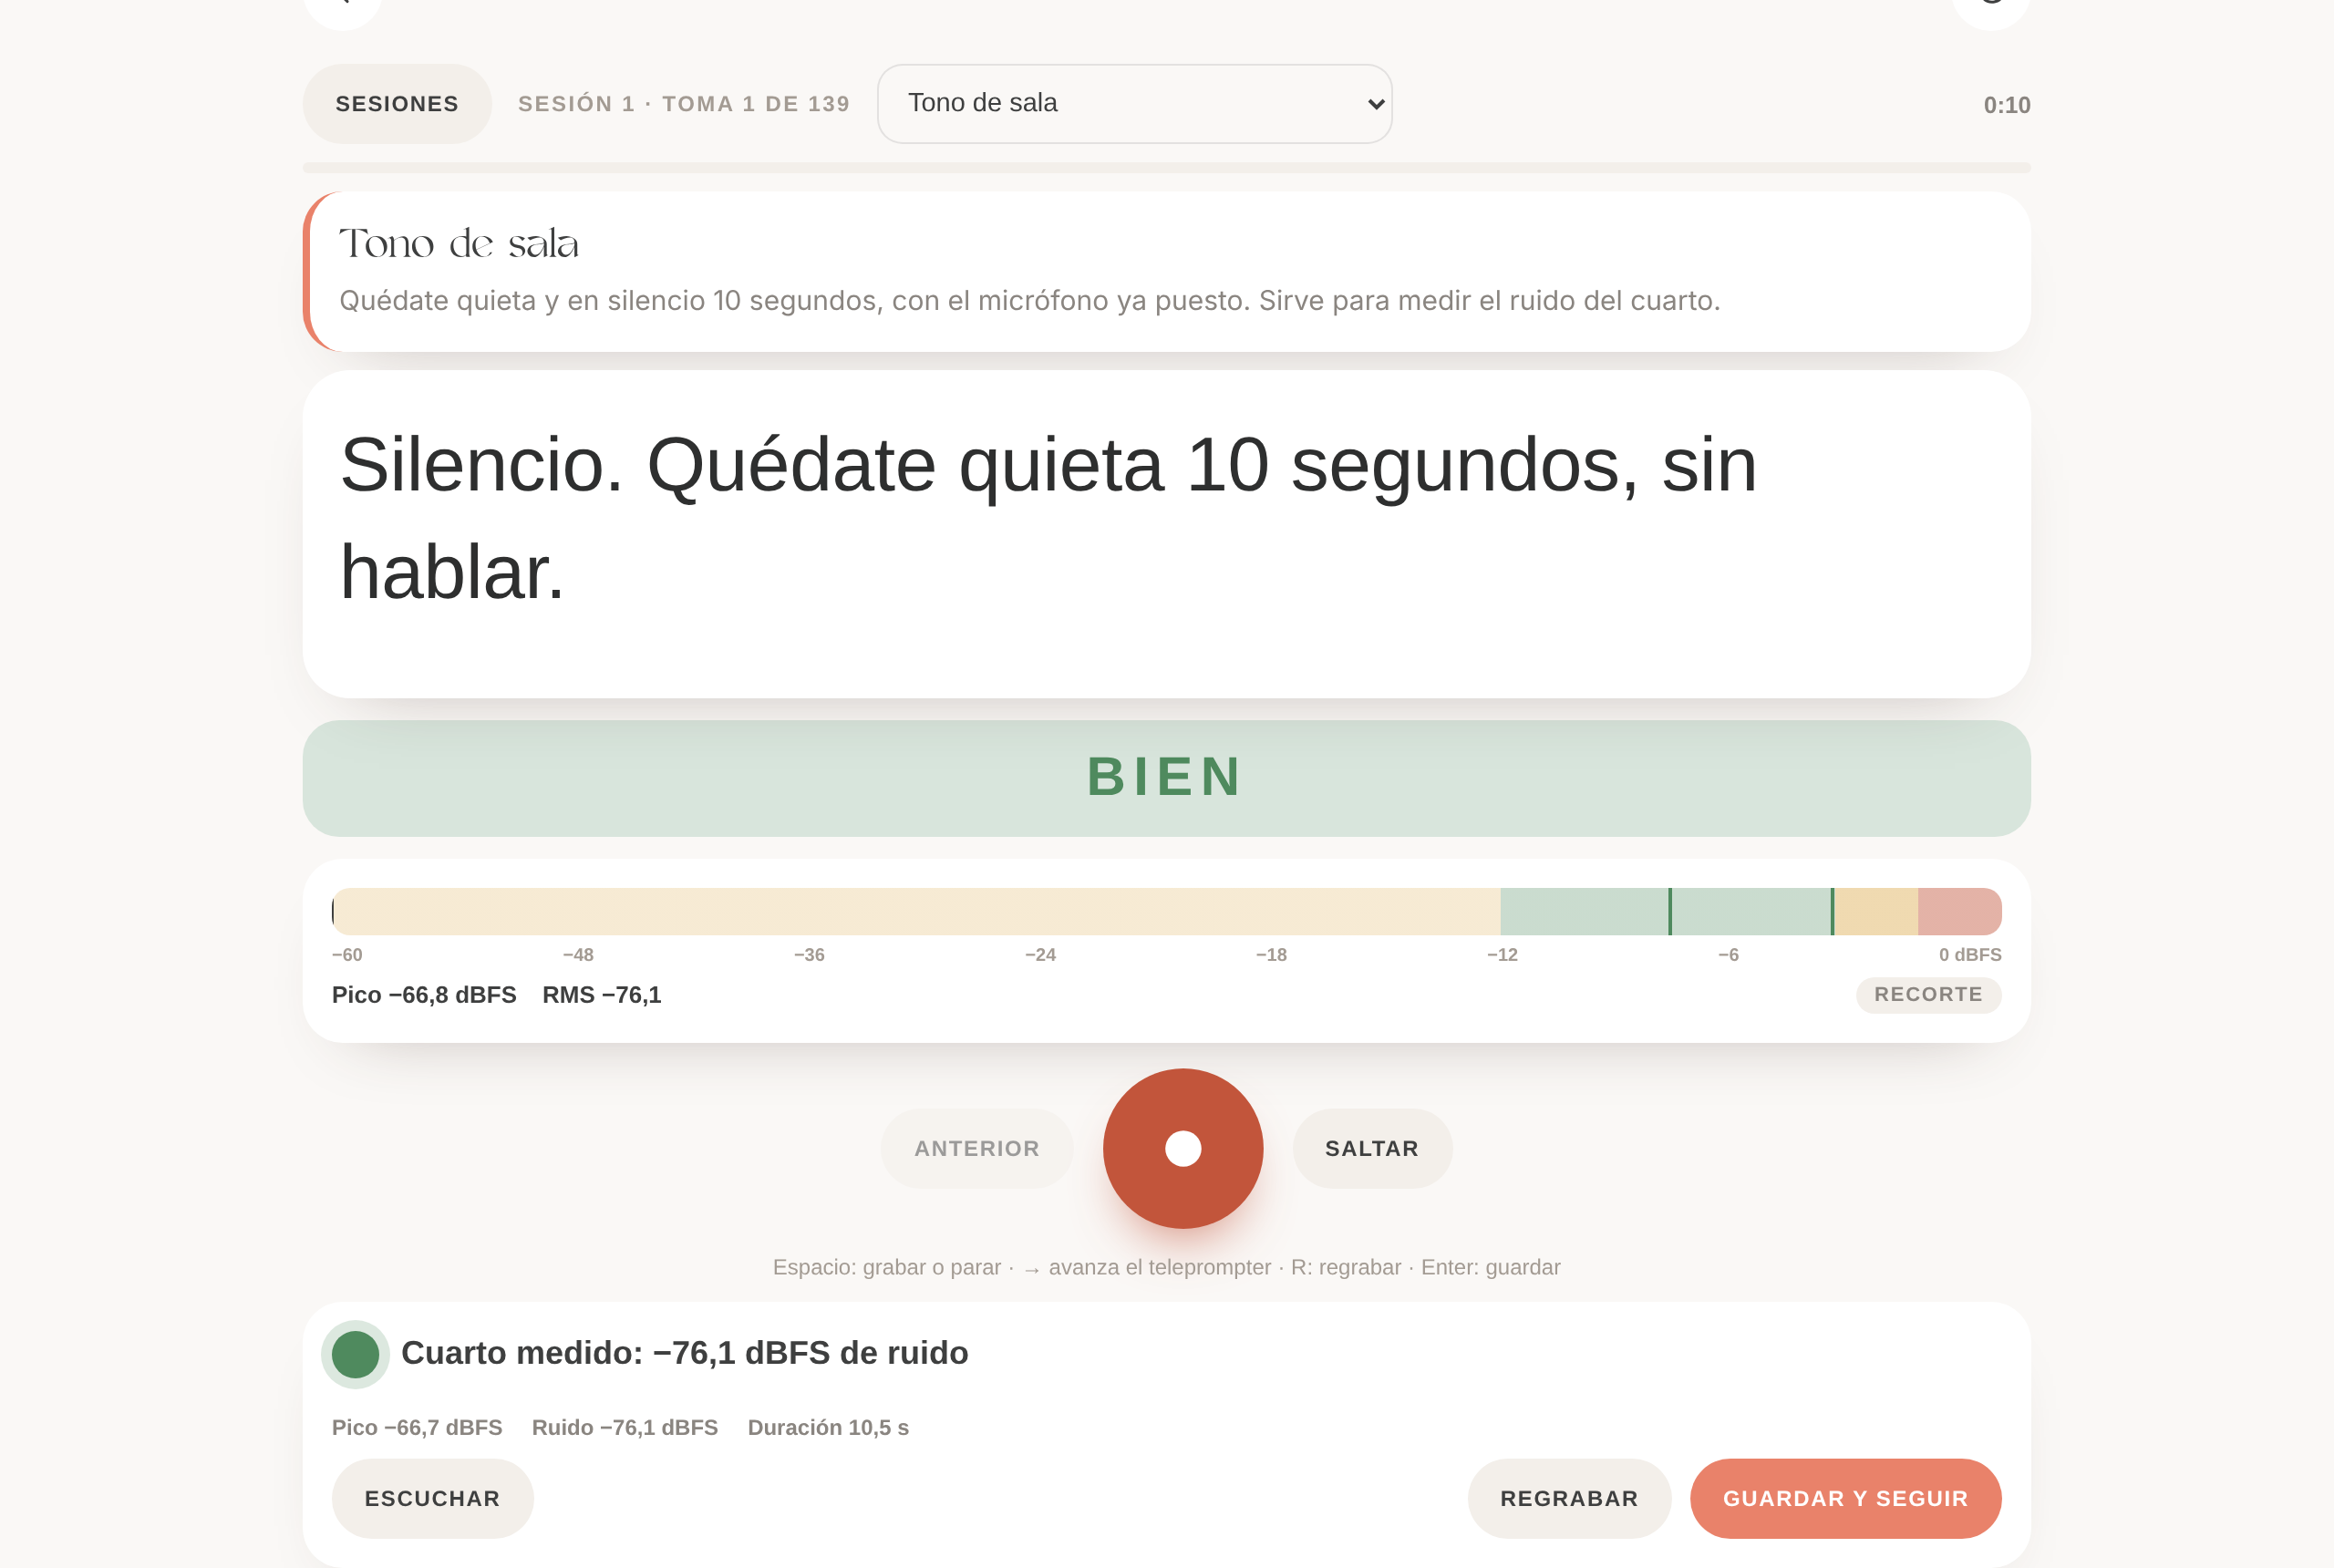 SESIONES
SESIÓN 1 · TOMA 1 DE 139
Tono de sala
0:10
Tono de sala
Quédate quieta y en silencio 10 segundos, con el micrófono ya puesto. Sirve para medir el ruido del cuarto.
Silencio. Quédate quieta 10 segundos, sin
hablar.
BIEN
−60 −48 −36 −24 −18 −12 −6 0 dBFS
Pico −66,8 dBFS RMS −76,1
RECORTE
ANTERIOR
SALTAR
Espacio: grabar o parar · → avanza el teleprompter · R: regrabar · Enter: guardar
Cuarto medido: −76,1 dBFS de ruido
Pico −66,7 dBFS Ruido −76,1 dBFS Duración 10,5 s
ESCUCHAR
REGRABAR
GUARDAR Y SEGUIR